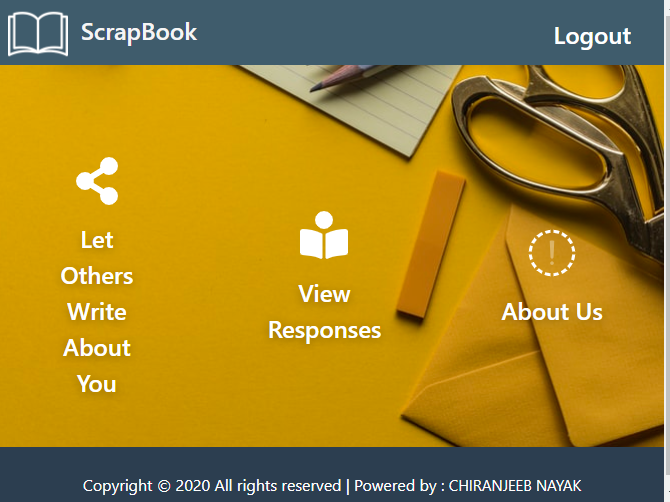 ScrapBook
Logout
Let
Others
Write
About
You
View
Responses
About Us
Copyright © 2020 All rights reserved | Powered by : CHIRANJEEB NAYAK